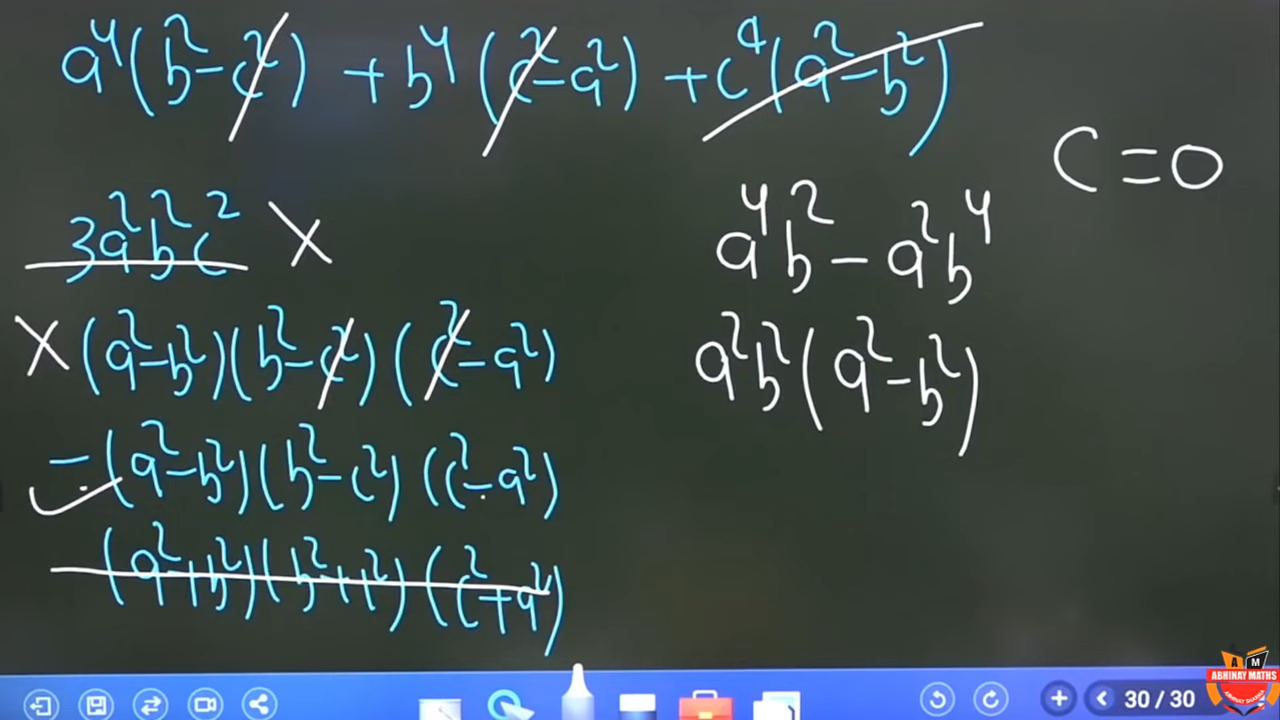 a⁴(b²-c²) + b⁴(c²-a²) + c⁴(a²-b²)
C=0
3a²b²c² X
a⁴b² - a²b⁴
X (a²-b²)(b²-c²)(c²-a²)
a²b²(a²-b²)
-(a²-b²)(b²-c²)(c²-a²)
(a²+b²)(b²+c²)(c²+a²)
30 / 30
A M
ABHINAY MATHS
ABHINAY SHARMA